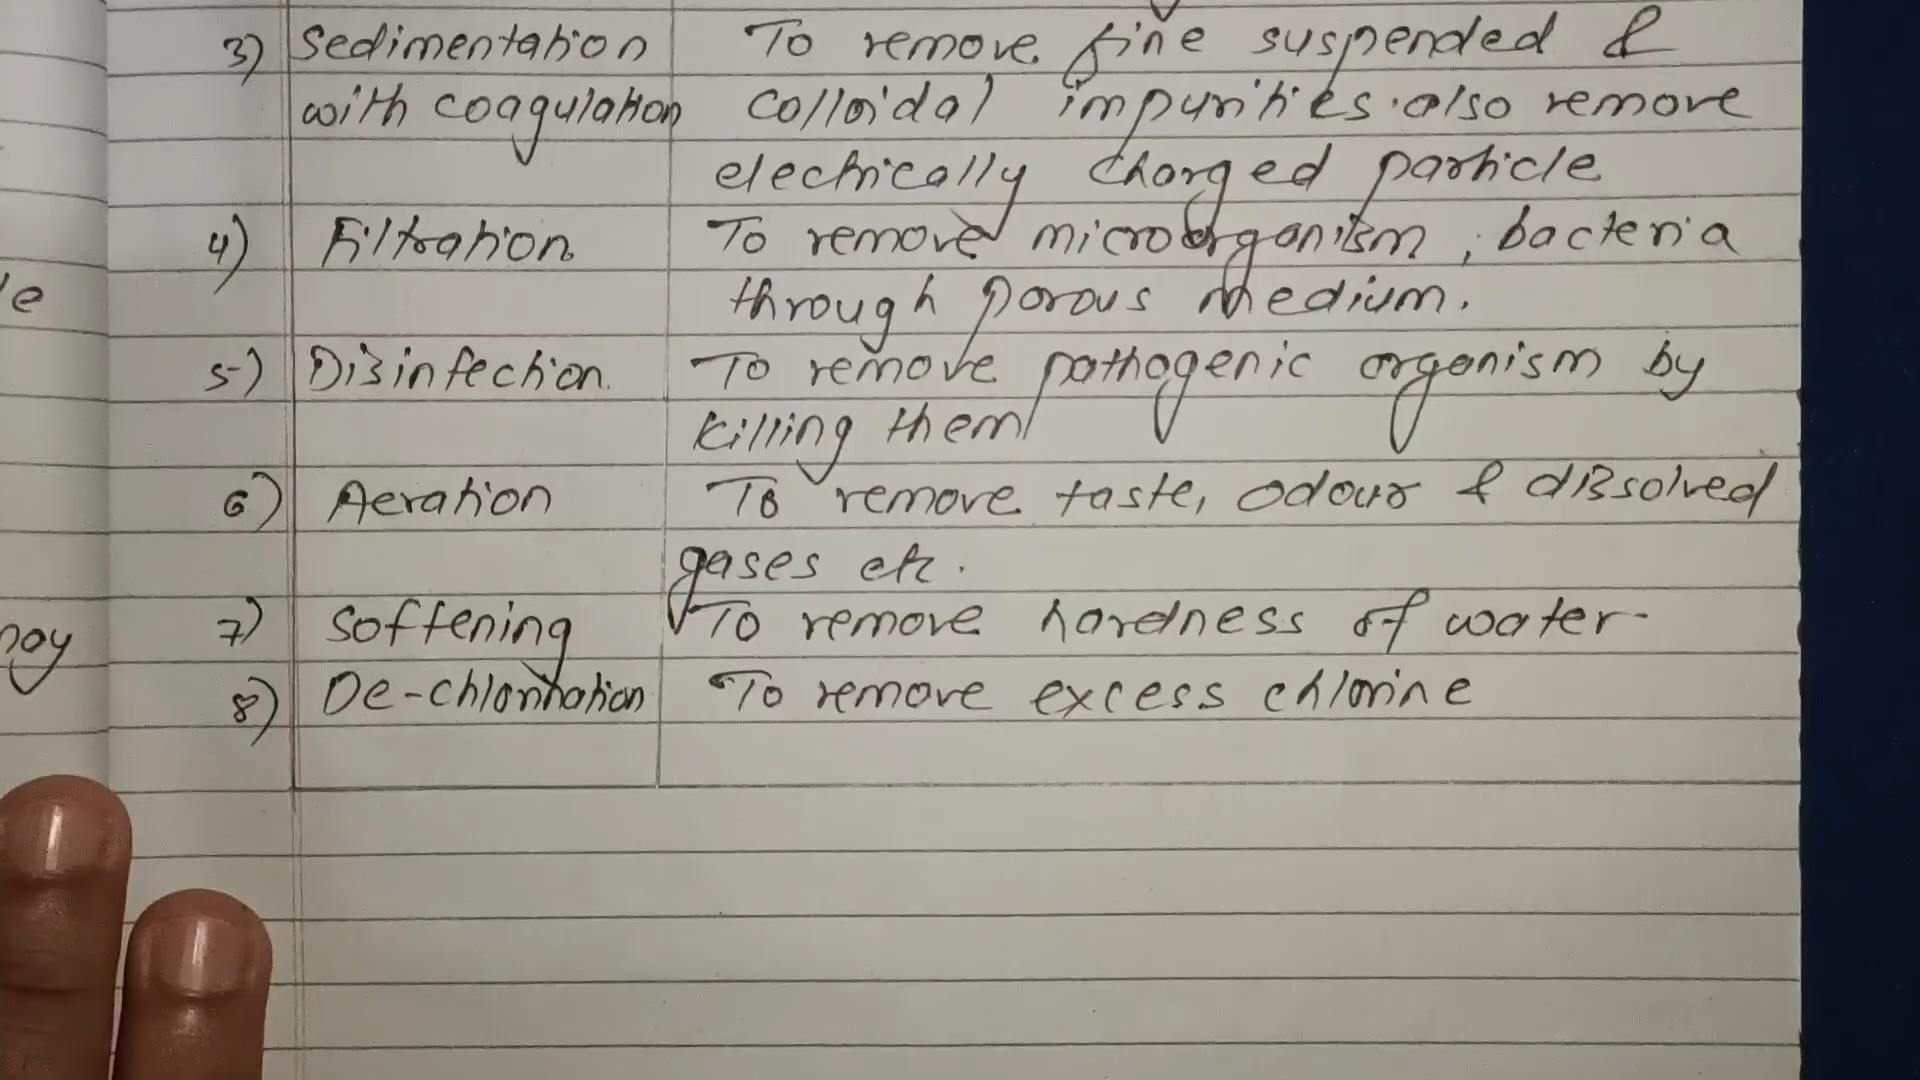 3) Sedimentation To remove fine suspended &
with coagulation colloidal impurities. also remove
electrically charged particle
4) Filtration To remove microorganism, bacteria
through porous medium.
5) Disinfection. To remove pathogenic organism by
killing them
6) Aeration To remove taste, odour & dissolved
gases etc.
7) Softening To remove hardness of water
8) De-chlorination To remove excess chlorine